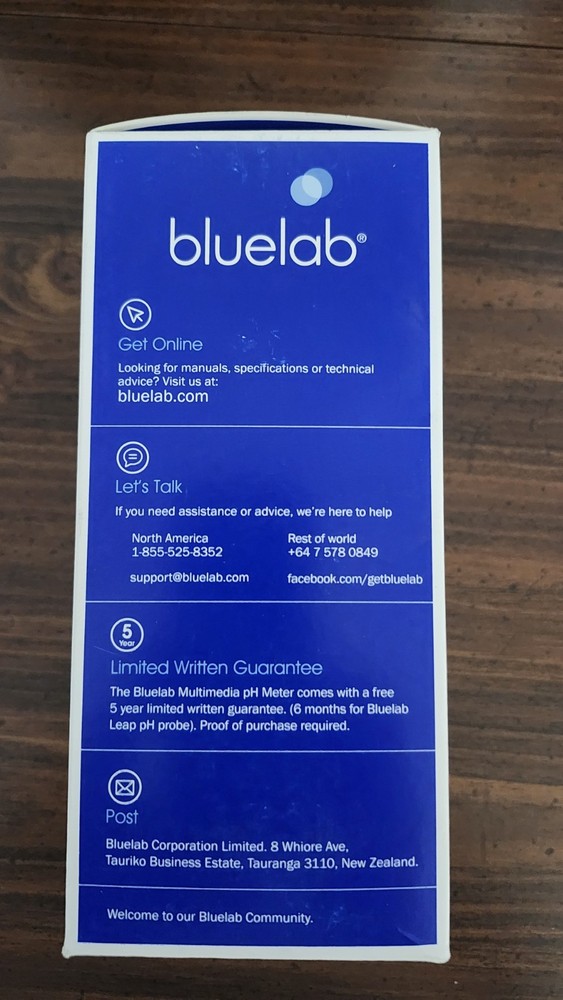 bluelab®
Get Online
Looking for manuals, specifications or technical
advice? Visit us at:
bluelab.com
Let's Talk
If you need assistance or advice, we're here to help
North America
1-855-525-8352
support@bluelab.com
Rest of world
+64 7 578 0849
facebook.com/getbluelab
5
Year
Limited Written Guarantee
The Bluelab Multimedia pH Meter comes with a free
5 year limited written guarantee. (6 months for Bluelab
Leap pH probe). Proof of purchase required.
Post
Bluelab Corporation Limited. 8 Whiore Ave,
Tauriko Business Estate, Tauranga 3110, New Zealand.
Welcome to our Bluelab Community.